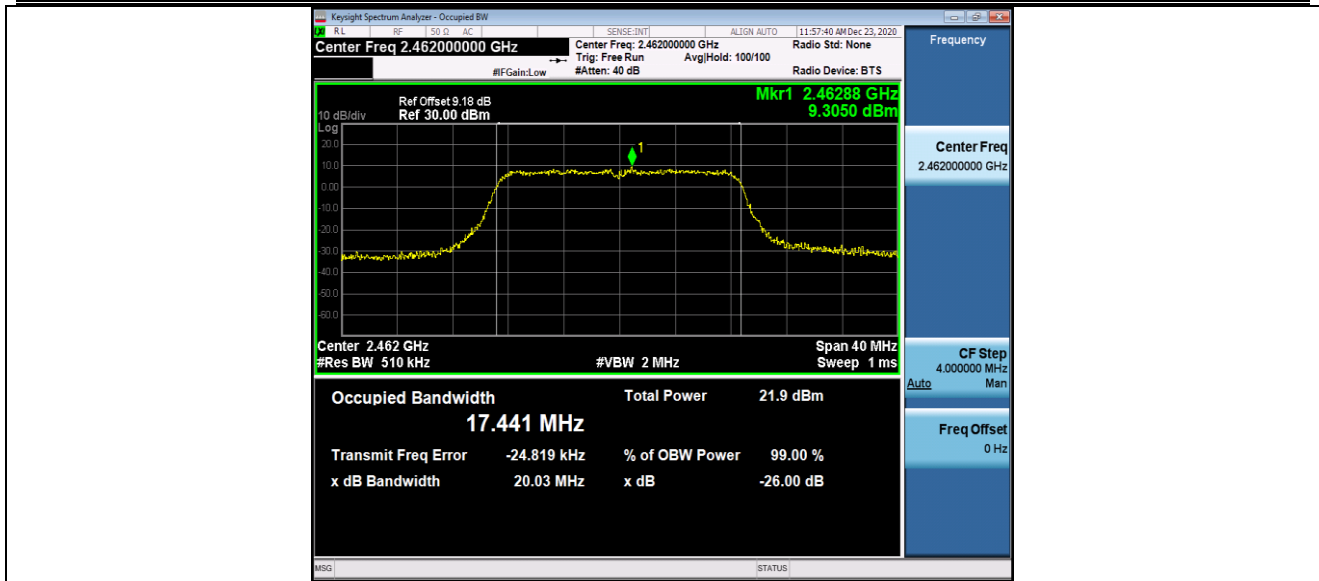 Keysight Spectrum Analyzer - Occupied BW
RL RF 50 Ω AC SENSE:INT ALIGN AUTO 11:57:40 AM Dec 23, 2020
Center Freq 2.462000000 GHz
Center Freq: 2.462000000 GHz Radio Std: None
Trig: Free Run Avg|Hold: 100/100
#IFGain:Low #Atten: 40 dB Radio Device: BTS
Mkr1 2.46288 GHz
9.3050 dBm
Ref Offset 9.18 dB
10 dB/div Ref 30.00 dBm
Log
20.0
1
10.0
0.00
-10.0
-20.0
-30.0
-40.0
-50.0
-60.0
Center 2.462 GHz Span 40 MHz
#Res BW 510 kHz #VBW 2 MHz Sweep 1 ms
Occupied Bandwidth Total Power 21.9 dBm
17.441 MHz
Transmit Freq Error -24.819 kHz % of OBW Power 99.00 %
x dB Bandwidth 20.03 MHz x dB -26.00 dB
MSG STATUS
Frequency
Center Freq
2.462000000 GHz
CF Step
4.000000 MHz
Auto Man
Freq Offset
0 Hz